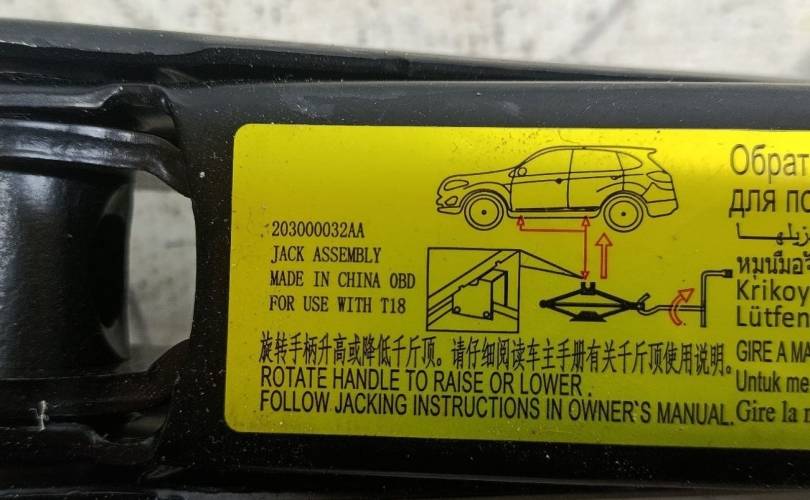 203000032AA
JACK ASSEMBLY
MADE IN CHINA OBD
FOR USE WITH T18
旋转手柄升高或降低千斤顶。请仔细阅读车主手册有关千斤顶使用说明。
ROTATE HANDLE TO RAISE OR LOWER.
FOLLOW JACKING INSTRUCTIONS IN OWNER`S MANUAL.
Обрат
ДЛЯ ПО
หมุนมือจั
Krikoy
Lütfen
GIRE A MA
Untuk me
Gire la